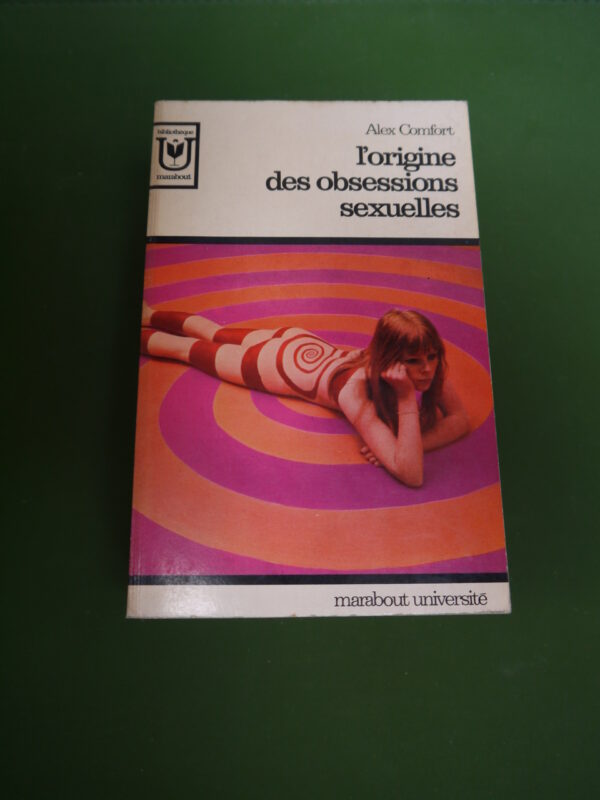 bibliothèque
U
marabout
Alex Comfort
l'origine
des obsessions
sexuelles
marabout université